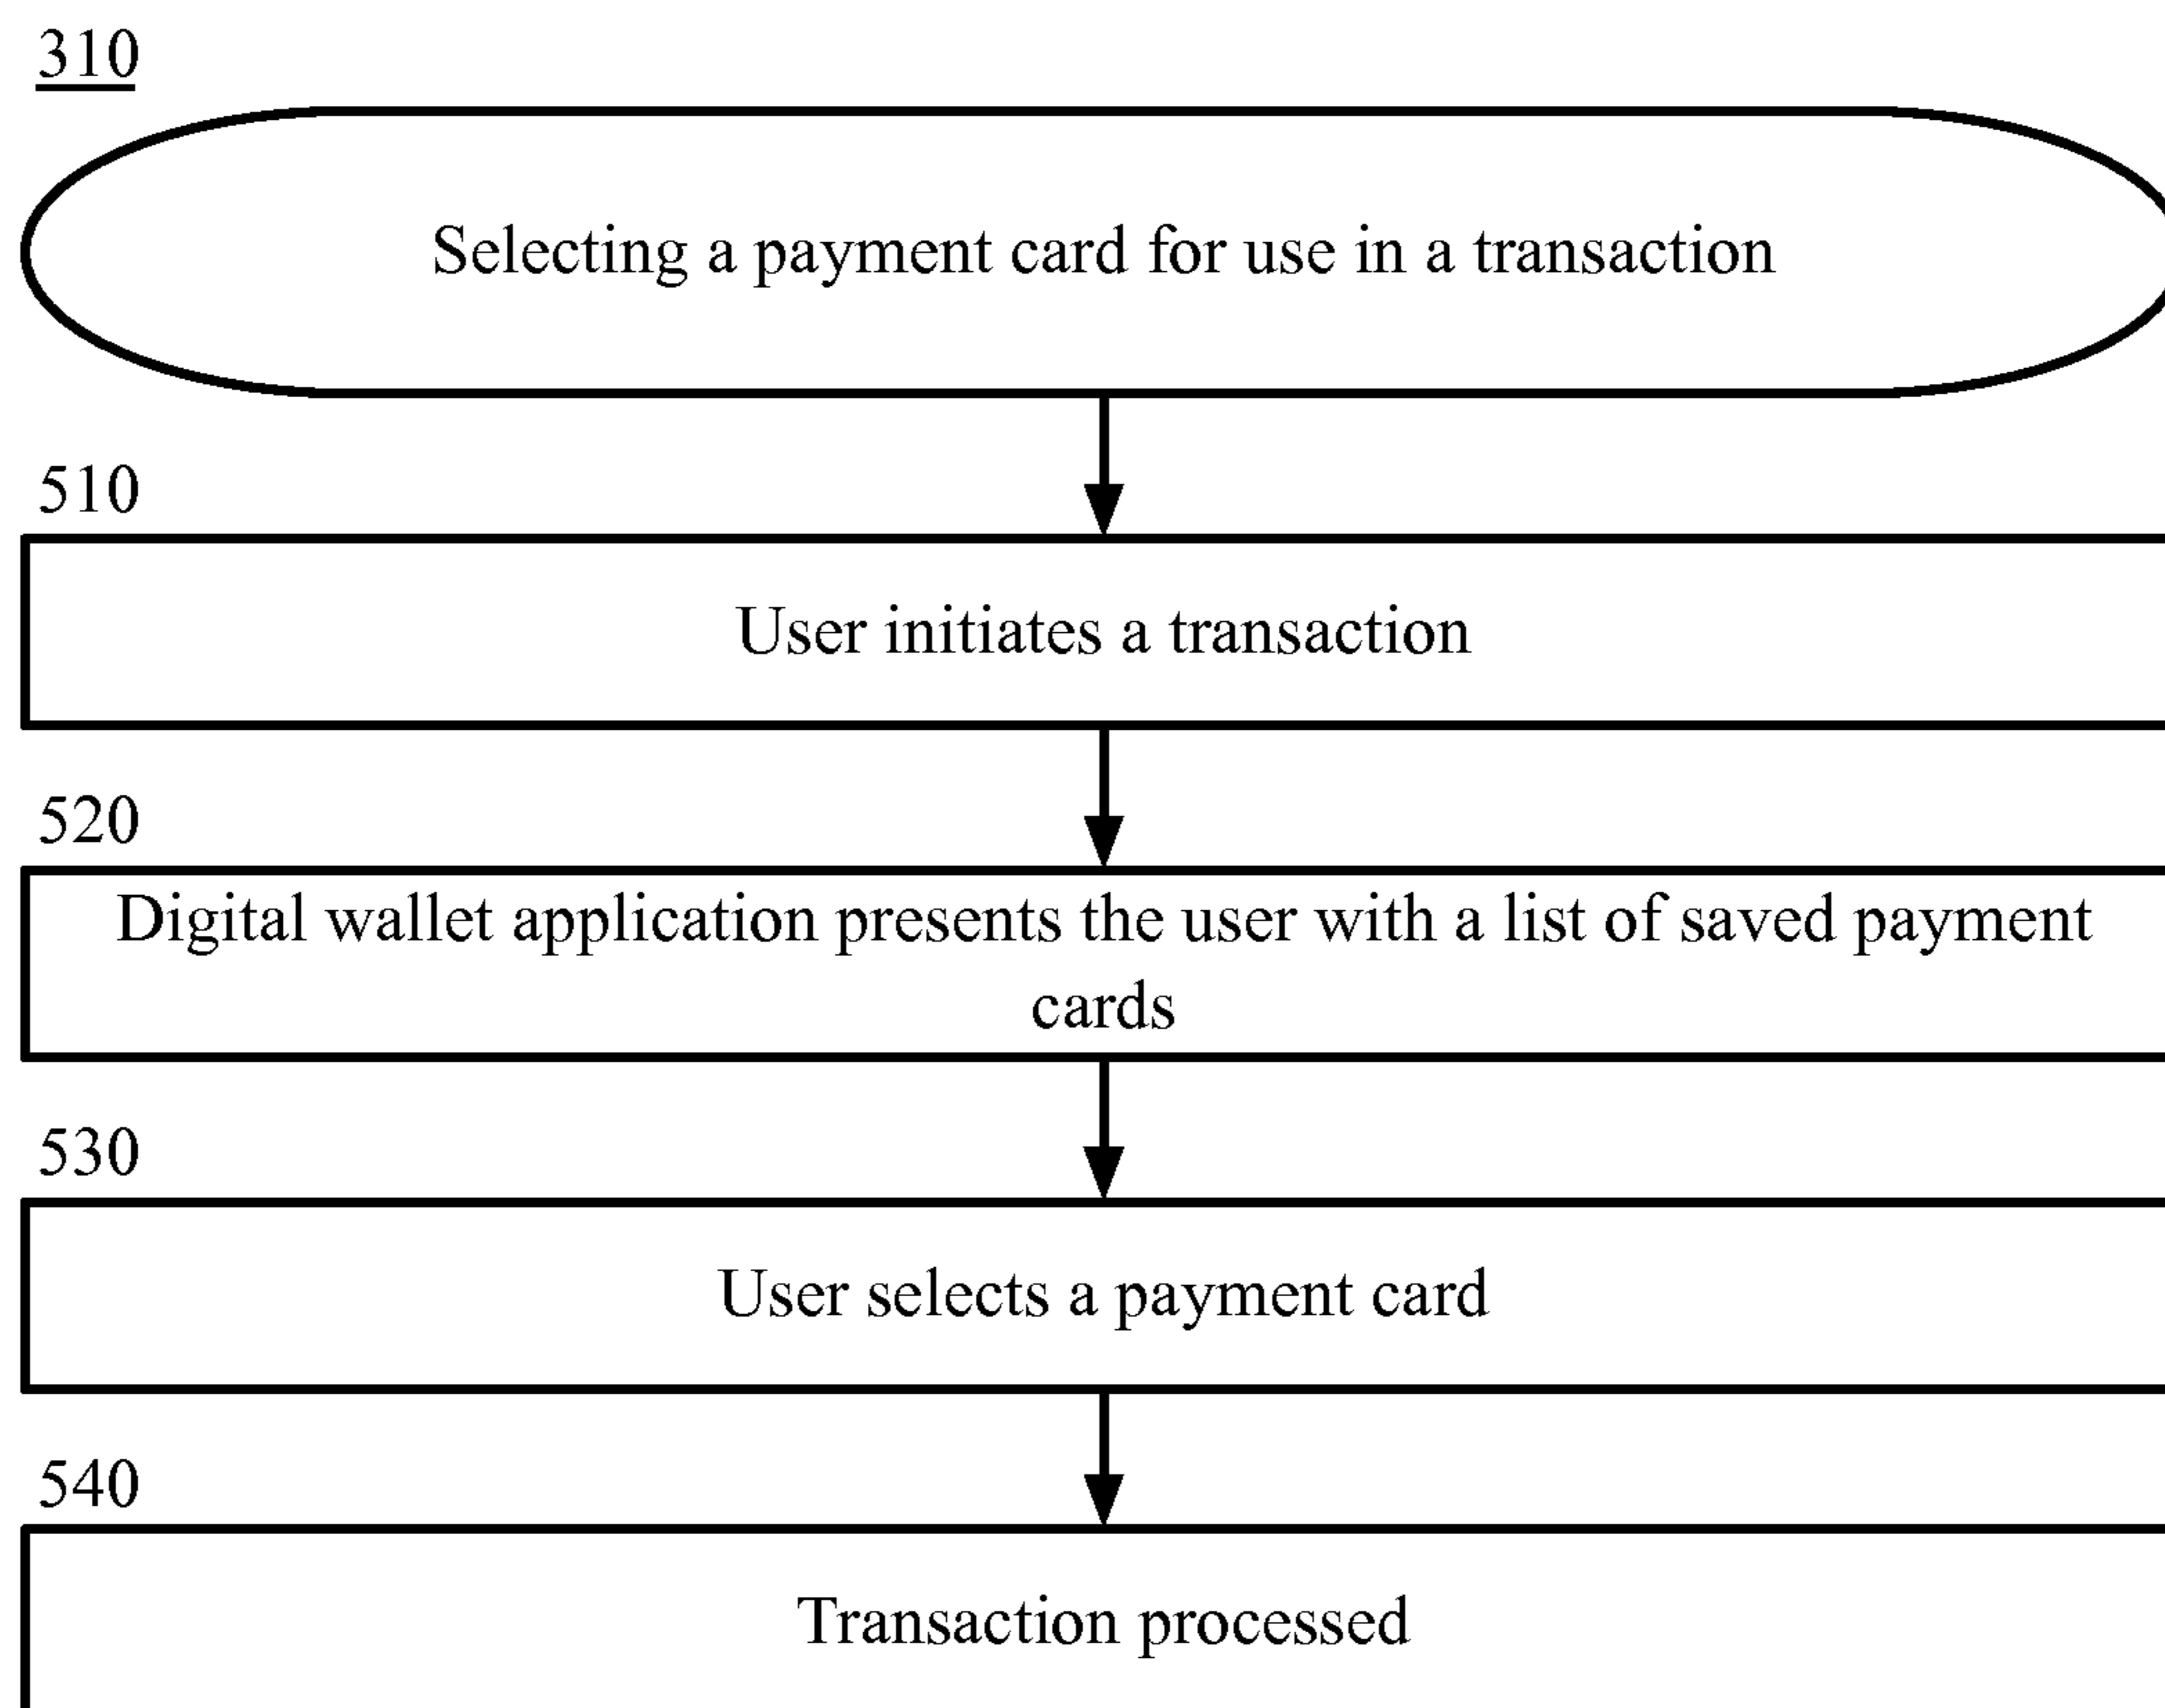 310
Selecting a payment card for use in a transaction
510
User initiates a transaction
520
Digital wallet application presents the user with a list of saved payment
cards
530
User selects a payment card
540
Transaction processed